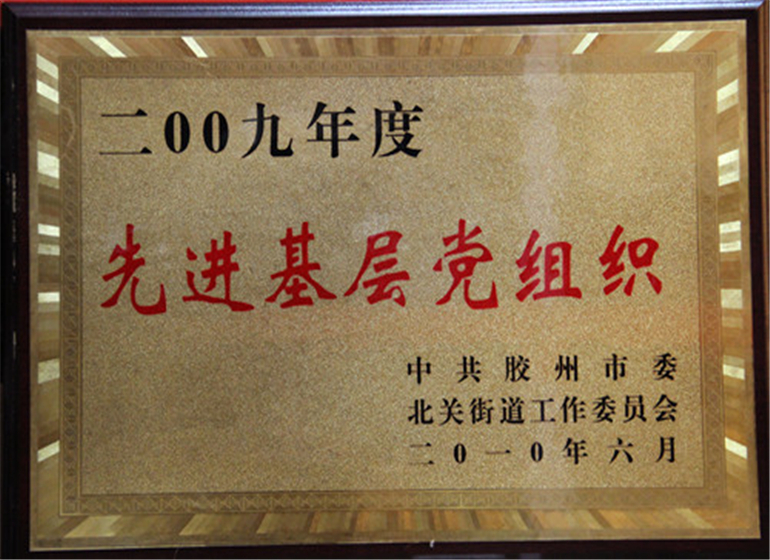 二00九年度
先进基层党组织
中共胶州市委
北关街道工作委员会
二0一0年六月